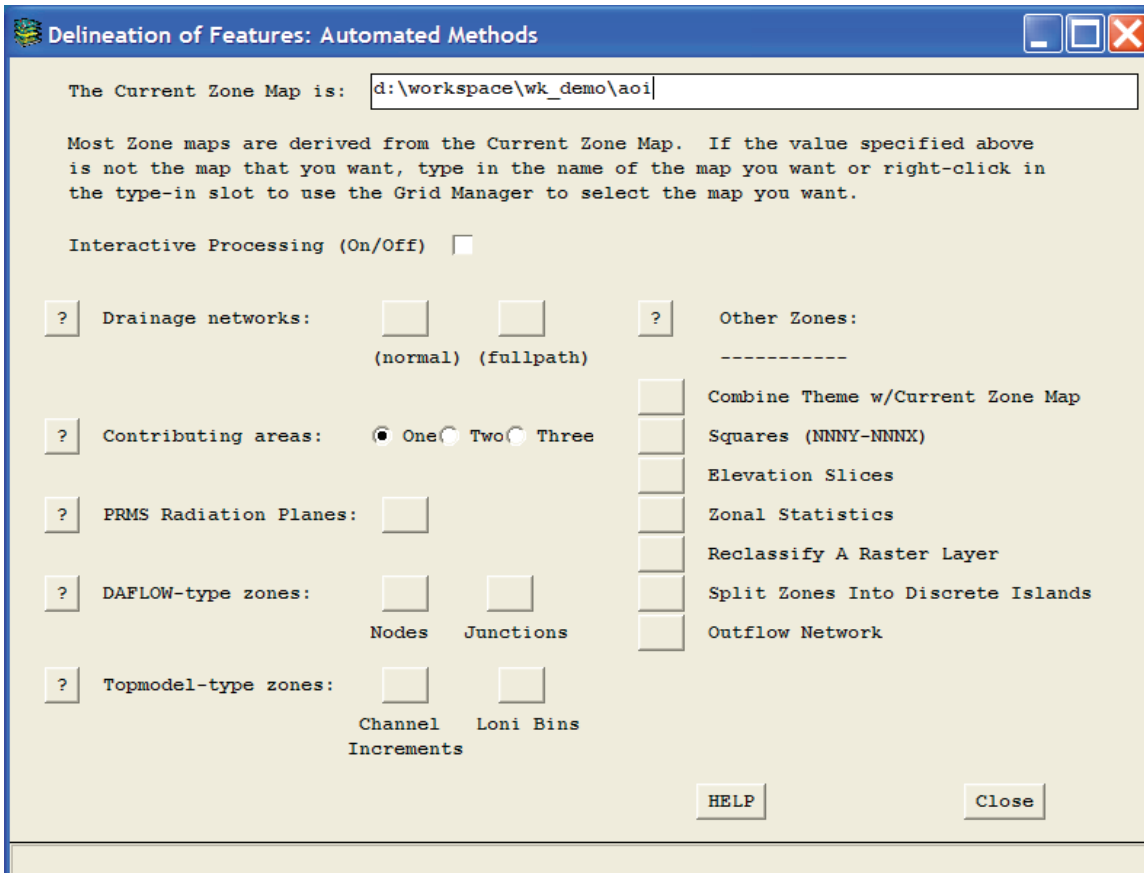 Delineation of Features: Automated Methods
The Current Zone Map is: d:\workspace\wk_demo\aoi
Most Zone maps are derived from the Current Zone Map. If the value specified above
is not the map that you want, type in the name of the map you want or right-click in
the type-in slot to use the Grid Manager to select the map you want.
Interactive Processing (On/Off)
? Drainage networks:
(normal) (fullpath)
? Contributing areas: One Two Three
? PRMS Radiation Planes:
? DAFLOW-type zones:
Nodes Junctions
? Topmodel-type zones:
Channel Loni Bins
Increments
? Other Zones:
-----------
Combine Theme w/Current Zone Map
Squares (NNNY-NNNX)
Elevation Slices
Zonal Statistics
Reclassify A Raster Layer
Split Zones Into Discrete Islands
Outflow Network
HELP Close